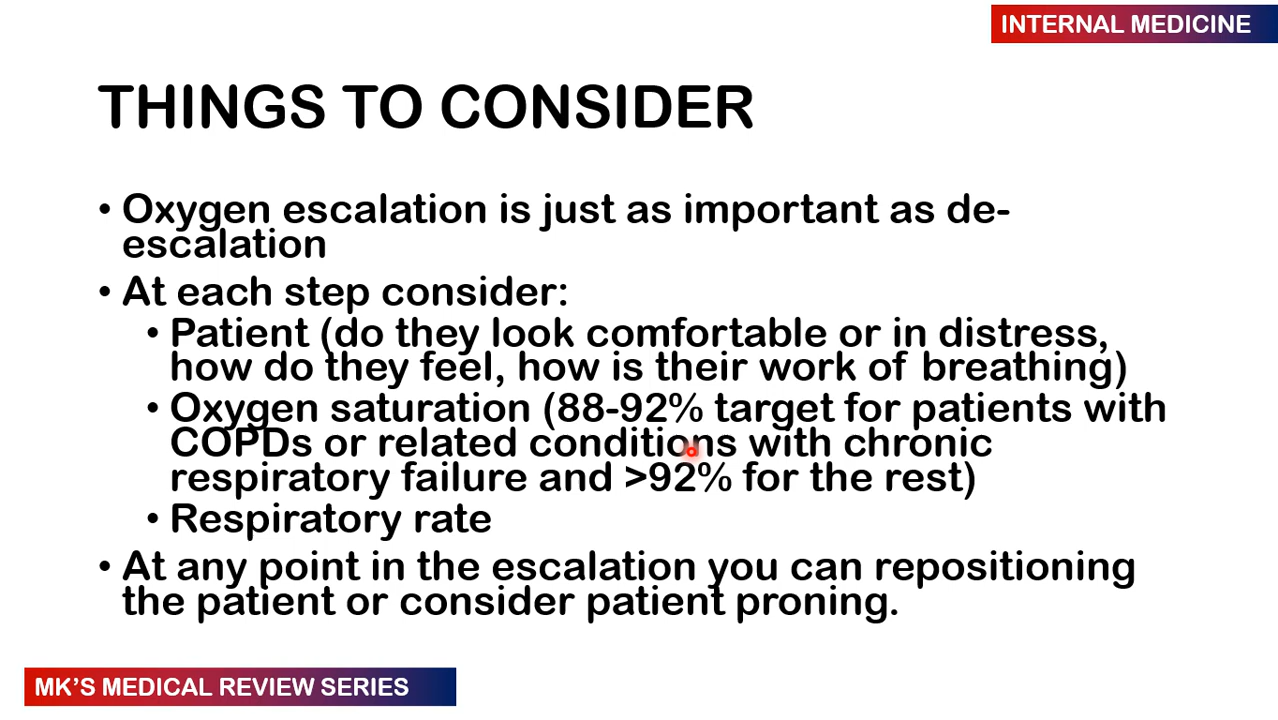 INTERNAL MEDICINE
THINGS TO CONSIDER
• Oxygen escalation is just as important as de-
escalation
• At each step consider:
• Patient (do they look comfortable or in distress,
how do they feel, how is their work of breathing)
• Oxygen saturation (88-92% target for patients with
COPDs or related conditions with chronic
respiratory failure and >92% for the rest)
• Respiratory rate
• At any point in the escalation you can repositioning
the patient or consider patient proning.
MK'S MEDICAL REVIEW SERIES